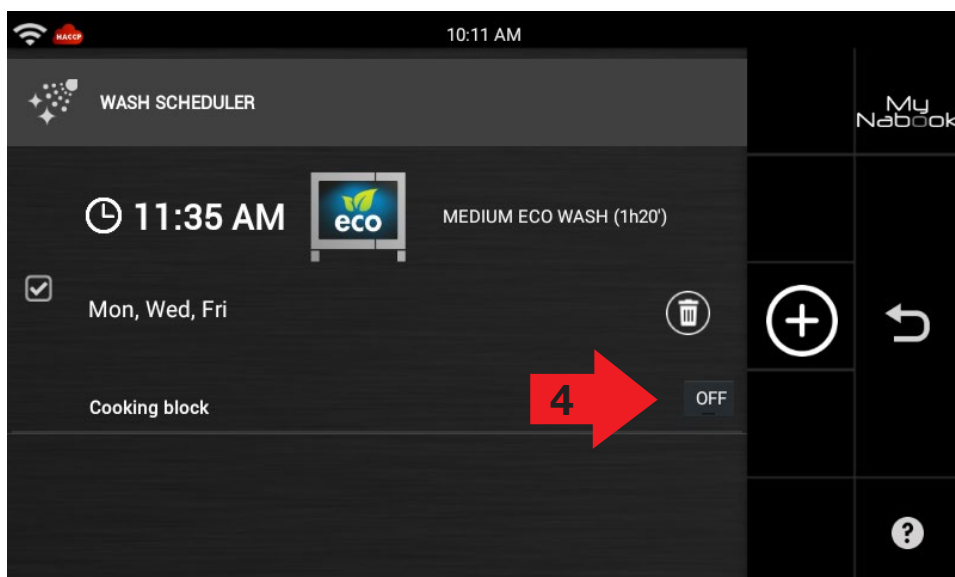 HACCP
10:11 AM
WASH SCHEDULER
My
Nabook
11:35 AM
eco
MEDIUM ECO WASH (1h20')
Mon, Wed, Fri
4
OFF
Cooking block
?